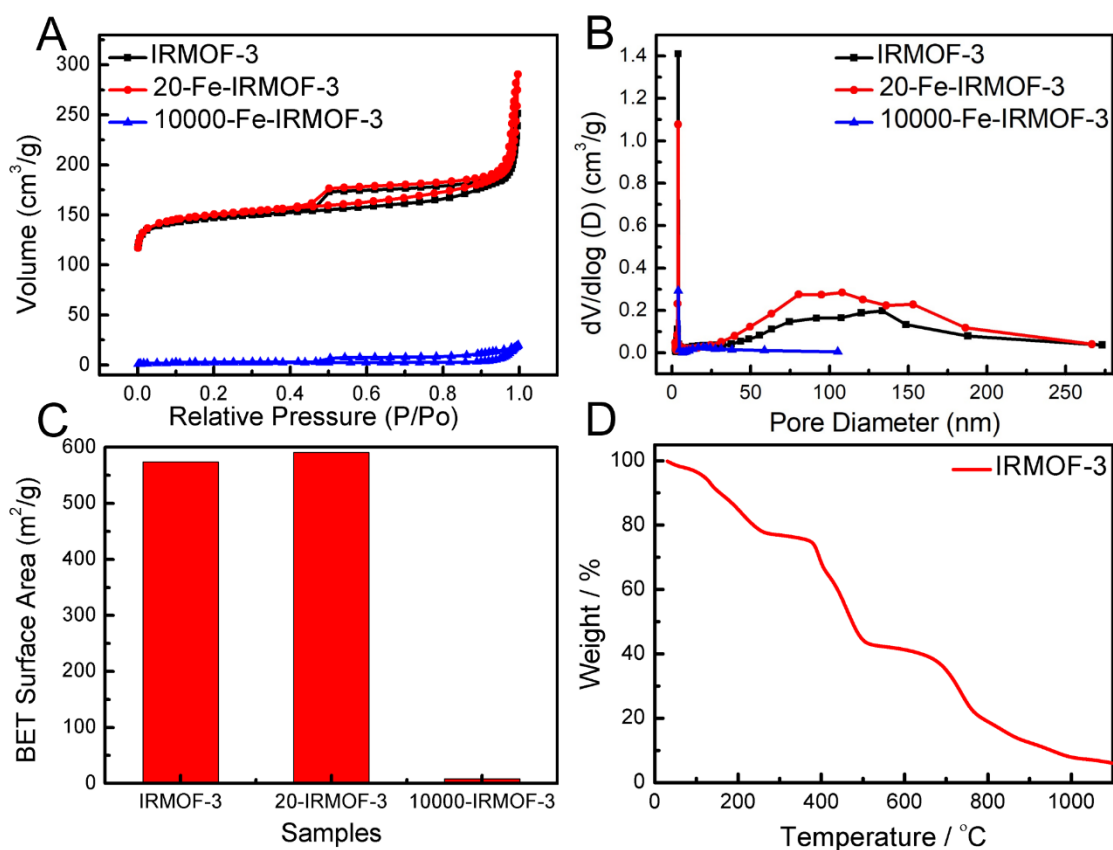 A
IRMOF-3
20-Fe-IRMOF-3
10000-Fe-IRMOF-3
300
250
200
150
100
50
0
Volume (cm³/g)
0.0 0.2 0.4 0.6 0.8 1.0
Relative Pressure (P/Po)
B
IRMOF-3
20-Fe-IRMOF-3
10000-Fe-IRMOF-3
1.4
1.2
1.0
0.8
0.6
0.4
0.2
0.0
dV/dlog (D) (cm³/g)
0 50 100 150 200 250
Pore Diameter (nm)
C
600
500
400
300
200
100
0
BET Surface Area (m²/g)
IRMOF-3 20-IRMOF-3 10000-IRMOF-3
Samples
D
IRMOF-3
100
80
60
40
20
0
Weight / %
0 200 400 600 800 1000
Temperature / °C